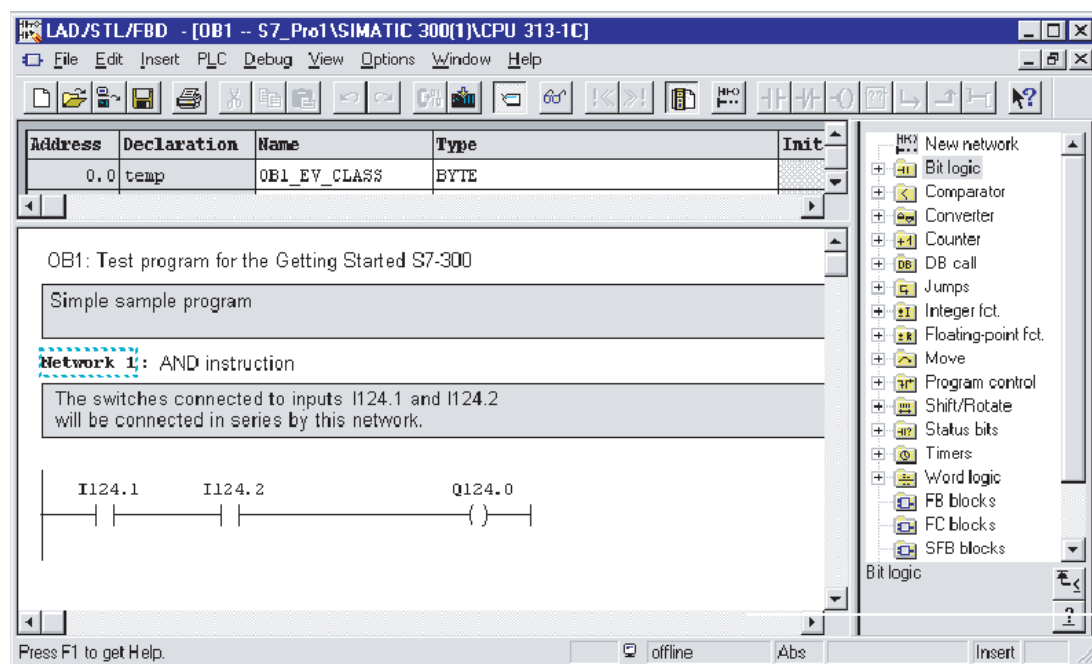 LAD/STL/FBD - [OB1 -- S7_Pro1\SIMATIC 300(1)\CPU 313-1C]
File Edit Insert PLC Debug View Options Window Help
Address Declaration Name Type Init
0.0 temp OB1_EV_CLASS BYTE
OB1: Test program for the Getting Started S7-300
Simple sample program
Network 1: AND instruction
The switches connected to inputs I124.1 and I124.2
will be connected in series by this network.
I124.1 I124.2 Q124.0
New network
Bit logic
Comparator
Converter
Counter
DB call
Jumps
Integer fct.
Floating-point fct.
Move
Program control
Shift/Rotate
Status bits
Timers
Word logic
FB blocks
FC blocks
SFB blocks
Bit logic
Press F1 to get Help. offline Abs Insert